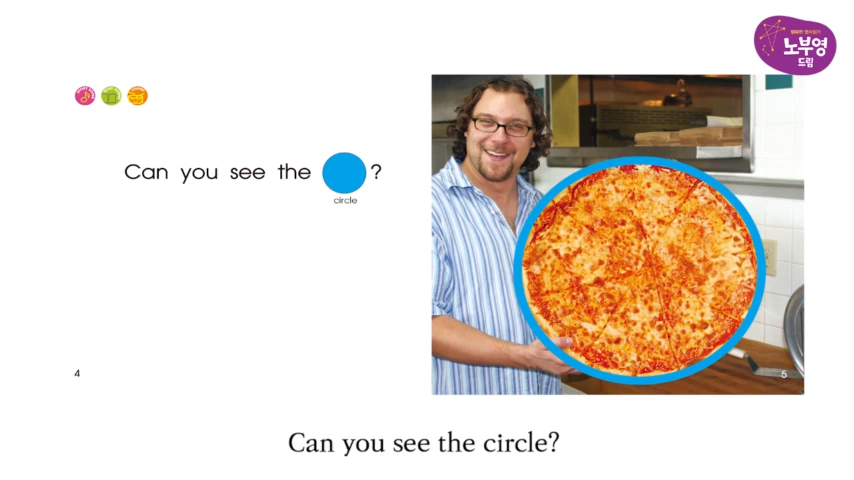 노부영
드림
Can you see the ?
circle
4
5
Can you see the circle?